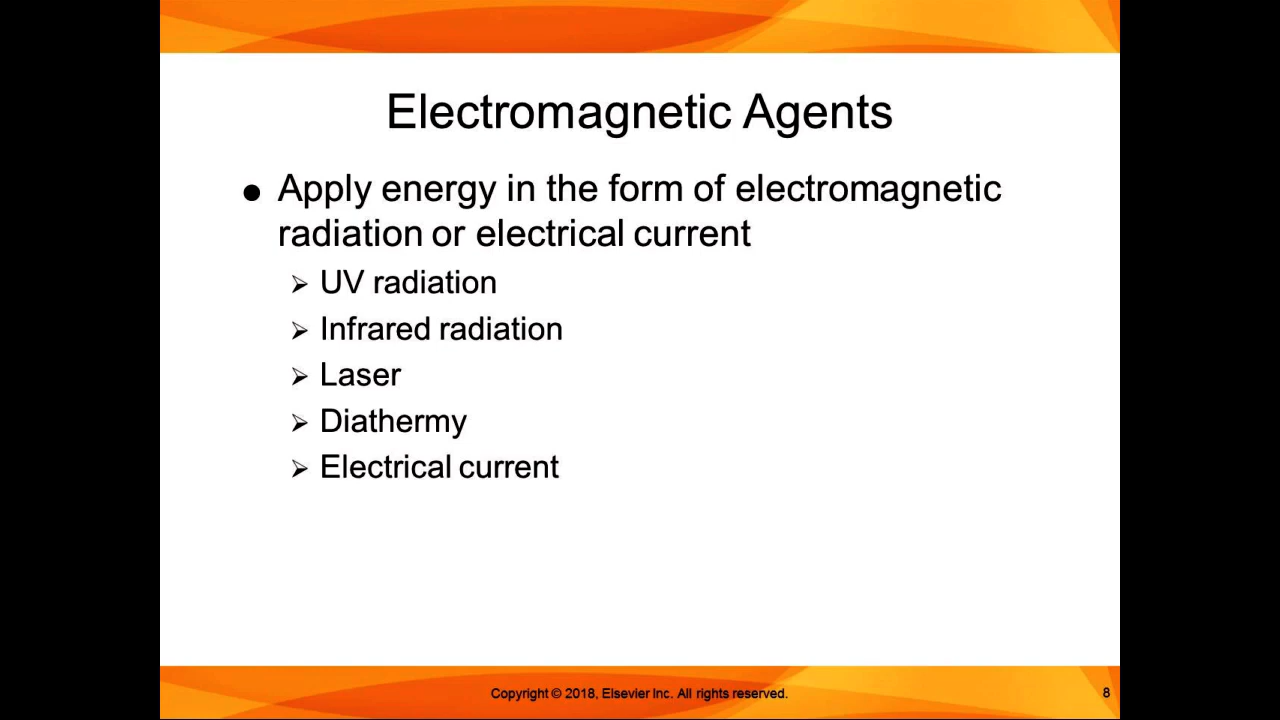 Electromagnetic Agents
● Apply energy in the form of electromagnetic
radiation or electrical current
➢ UV radiation
➢ Infrared radiation
➢ Laser
➢ Diathermy
➢ Electrical current
Copyright © 2018, Elsevier Inc. All rights reserved.
8